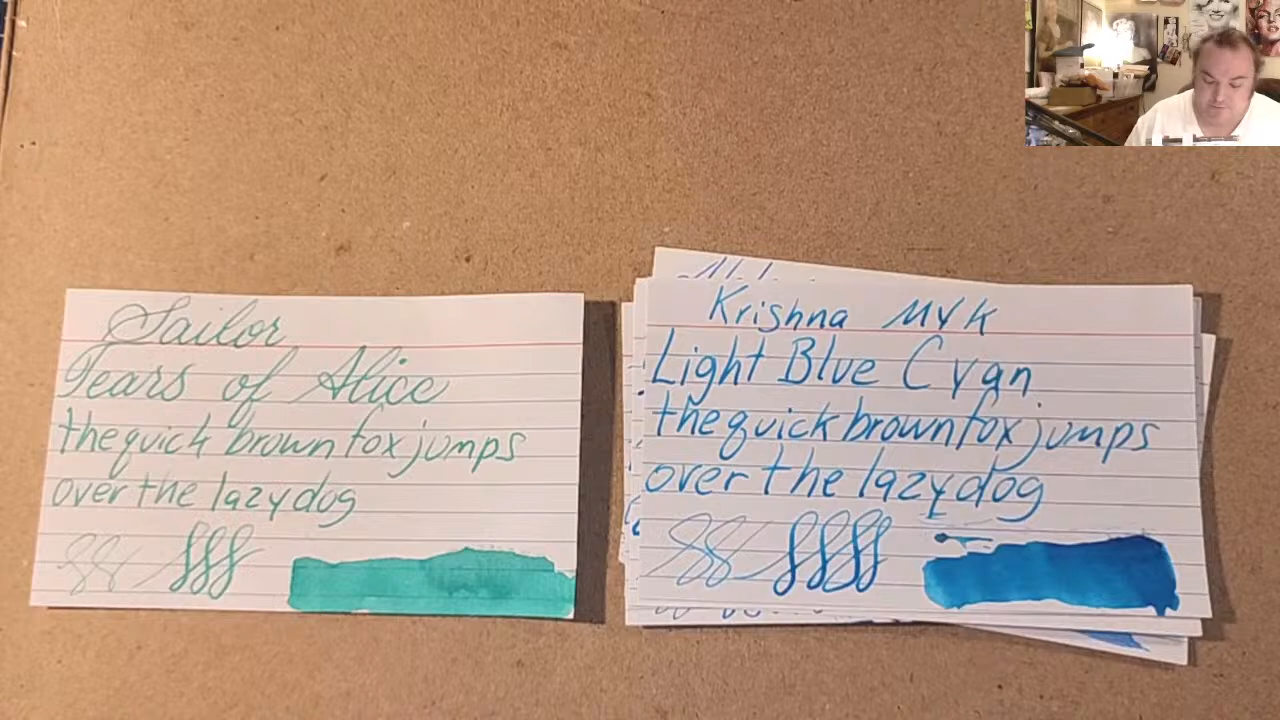 Sailor
Tears of Alice
the quick brown fox jumps
over the lazy dog
Krishna MYK
Light Blue Cyan
the quick brown fox jumps
over the lazy dog